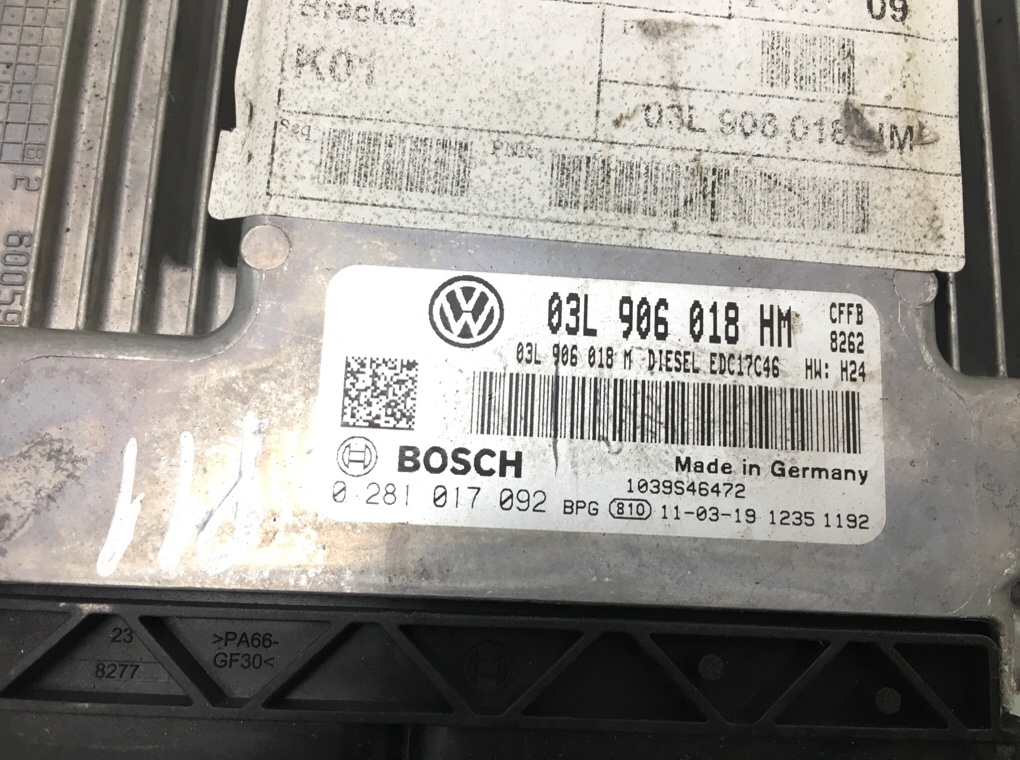 Bracket
09
K01
03L 906 018 HM
Seq
03L 906 018 HM CFFB
8262
03L 906 018 M DIESEL EDC17C46 HW: H24
BOSCH
Made in Germany
1039S46472
0 281 017 092 BPG 810 11-03-19 1235 1192
23
8277
>PA66-
GF30<